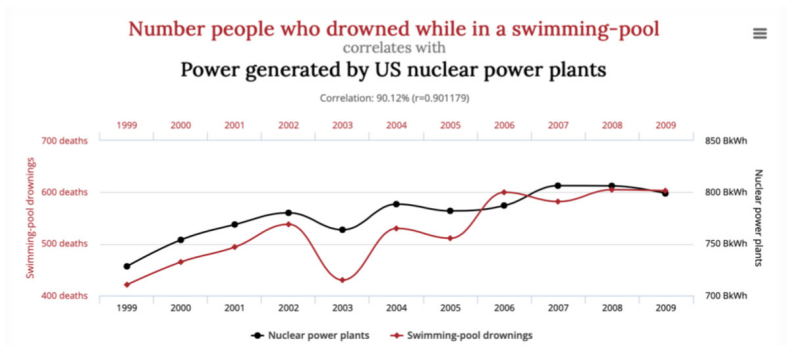 Number people who drowned while in a swimming-pool
correlates with
Power generated by US nuclear power plants
Correlation: 90.12% (r=0.901179)
1999 2000 2001 2002 2003 2004 2005 2006 2007 2008 2009
700 deaths 850 BkWh
600 deaths 800 BkWh
500 deaths 750 BkWh
400 deaths 700 BkWh
Swimming-pool drownings
Nuclear power plants
1999 2000 2001 2002 2003 2004 2005 2006 2007 2008 2009
Nuclear power plants Swimming-pool drownings